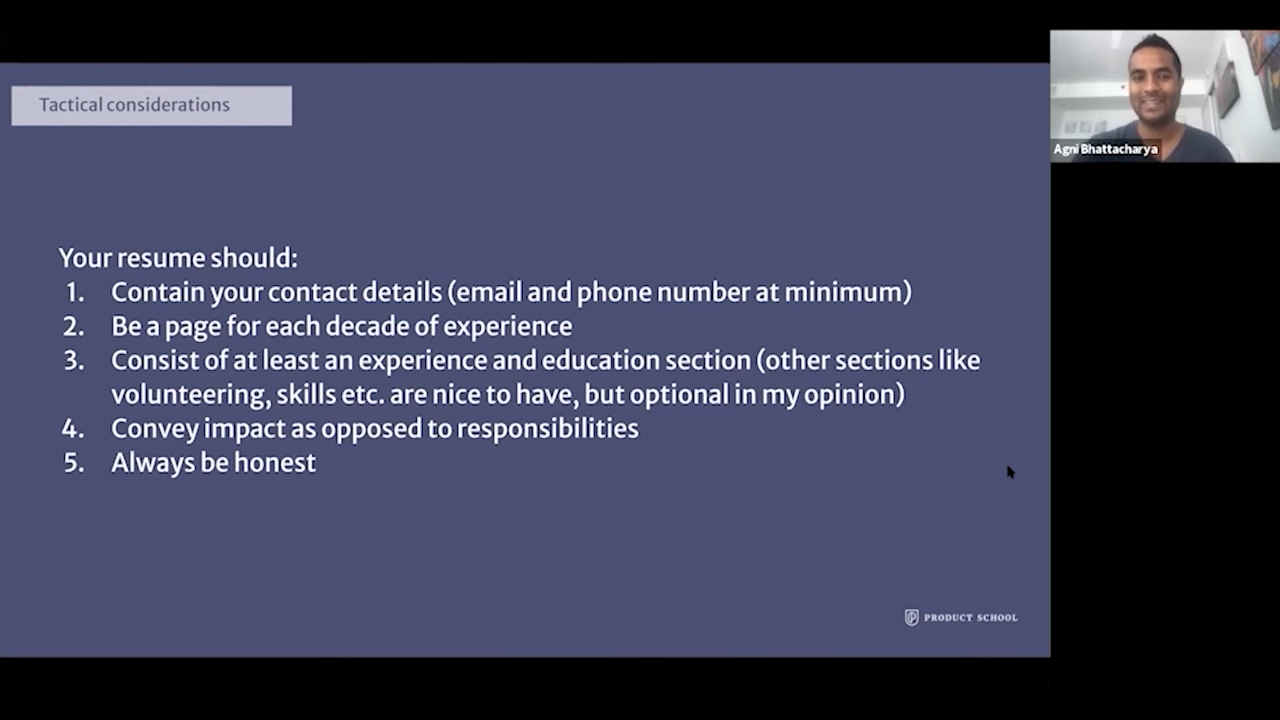 Tactical considerations
Agni Bhattacharya
Your resume should:
1. Contain your contact details (email and phone number at minimum)
2. Be a page for each decade of experience
3. Consist of at least an experience and education section (other sections like
volunteering, skills etc. are nice to have, but optional in my opinion)
4. Convey impact as opposed to responsibilities
5. Always be honest
PRODUCT SCHOOL